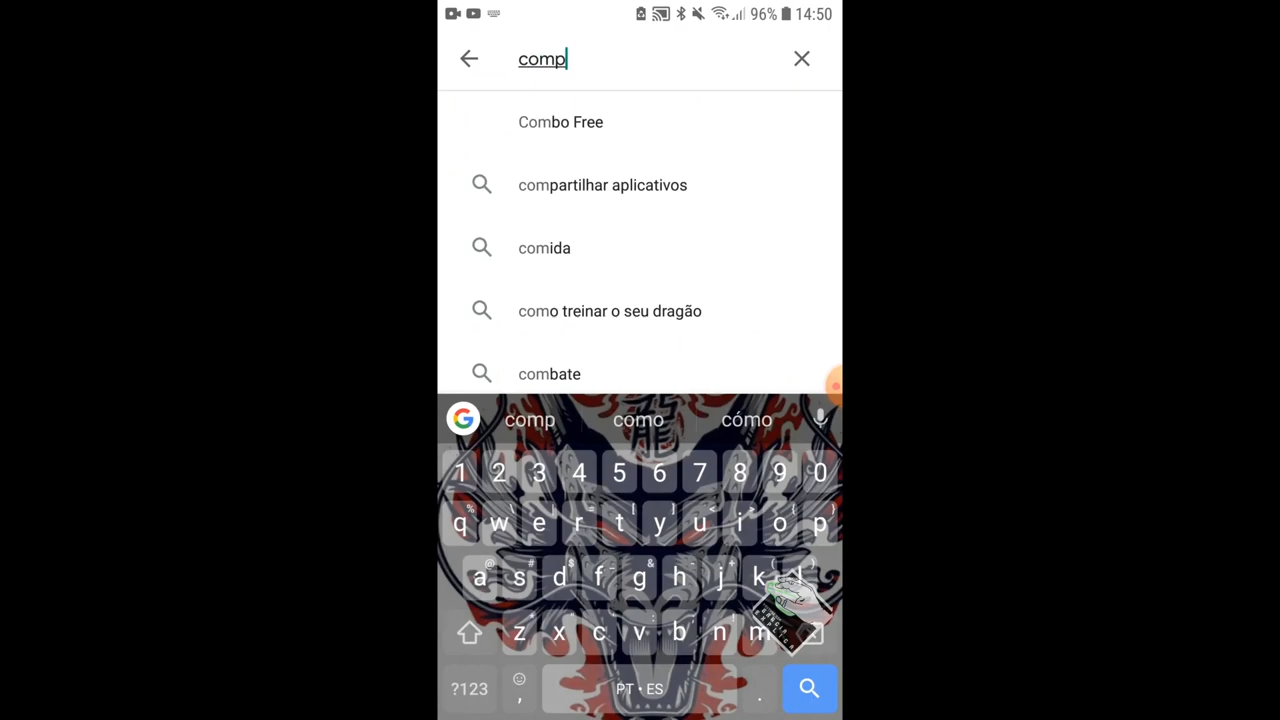 96% 14:50
comp
Combo Free
compartilhar aplicativos
comida
como treinar o seu dragão
combate
comp como cómo
龍
1 2 3 4 5 6 7 8 9 0
% \ = [ ] < > { }
q w e r t y u i o p
@ # $ _ & - + ( )
a s d f g h j k l
* " ' : ; ! ?
z x c v b n m
?123 , PT • ES .